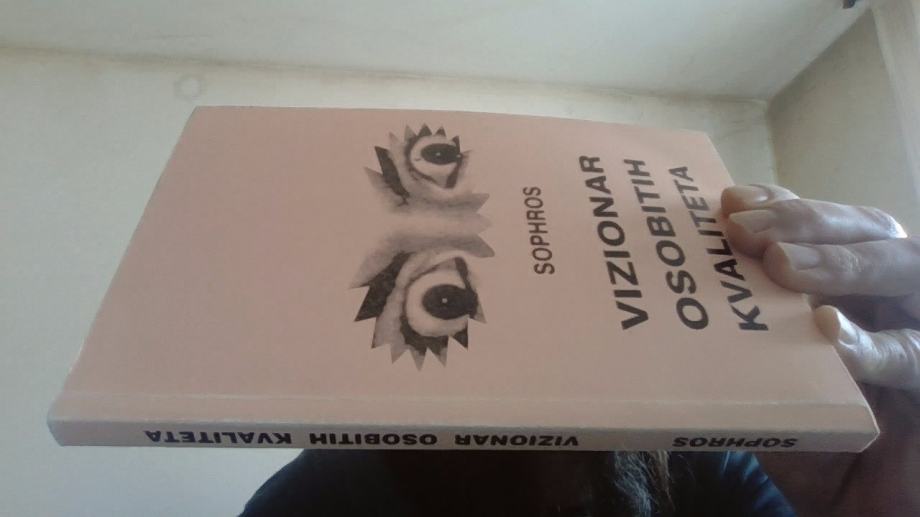 SOPHROS
VIZIONAR
OSOBITIH
KVALITETA
SOPHROS VIZIONAR OSOBITIH KVALITETA